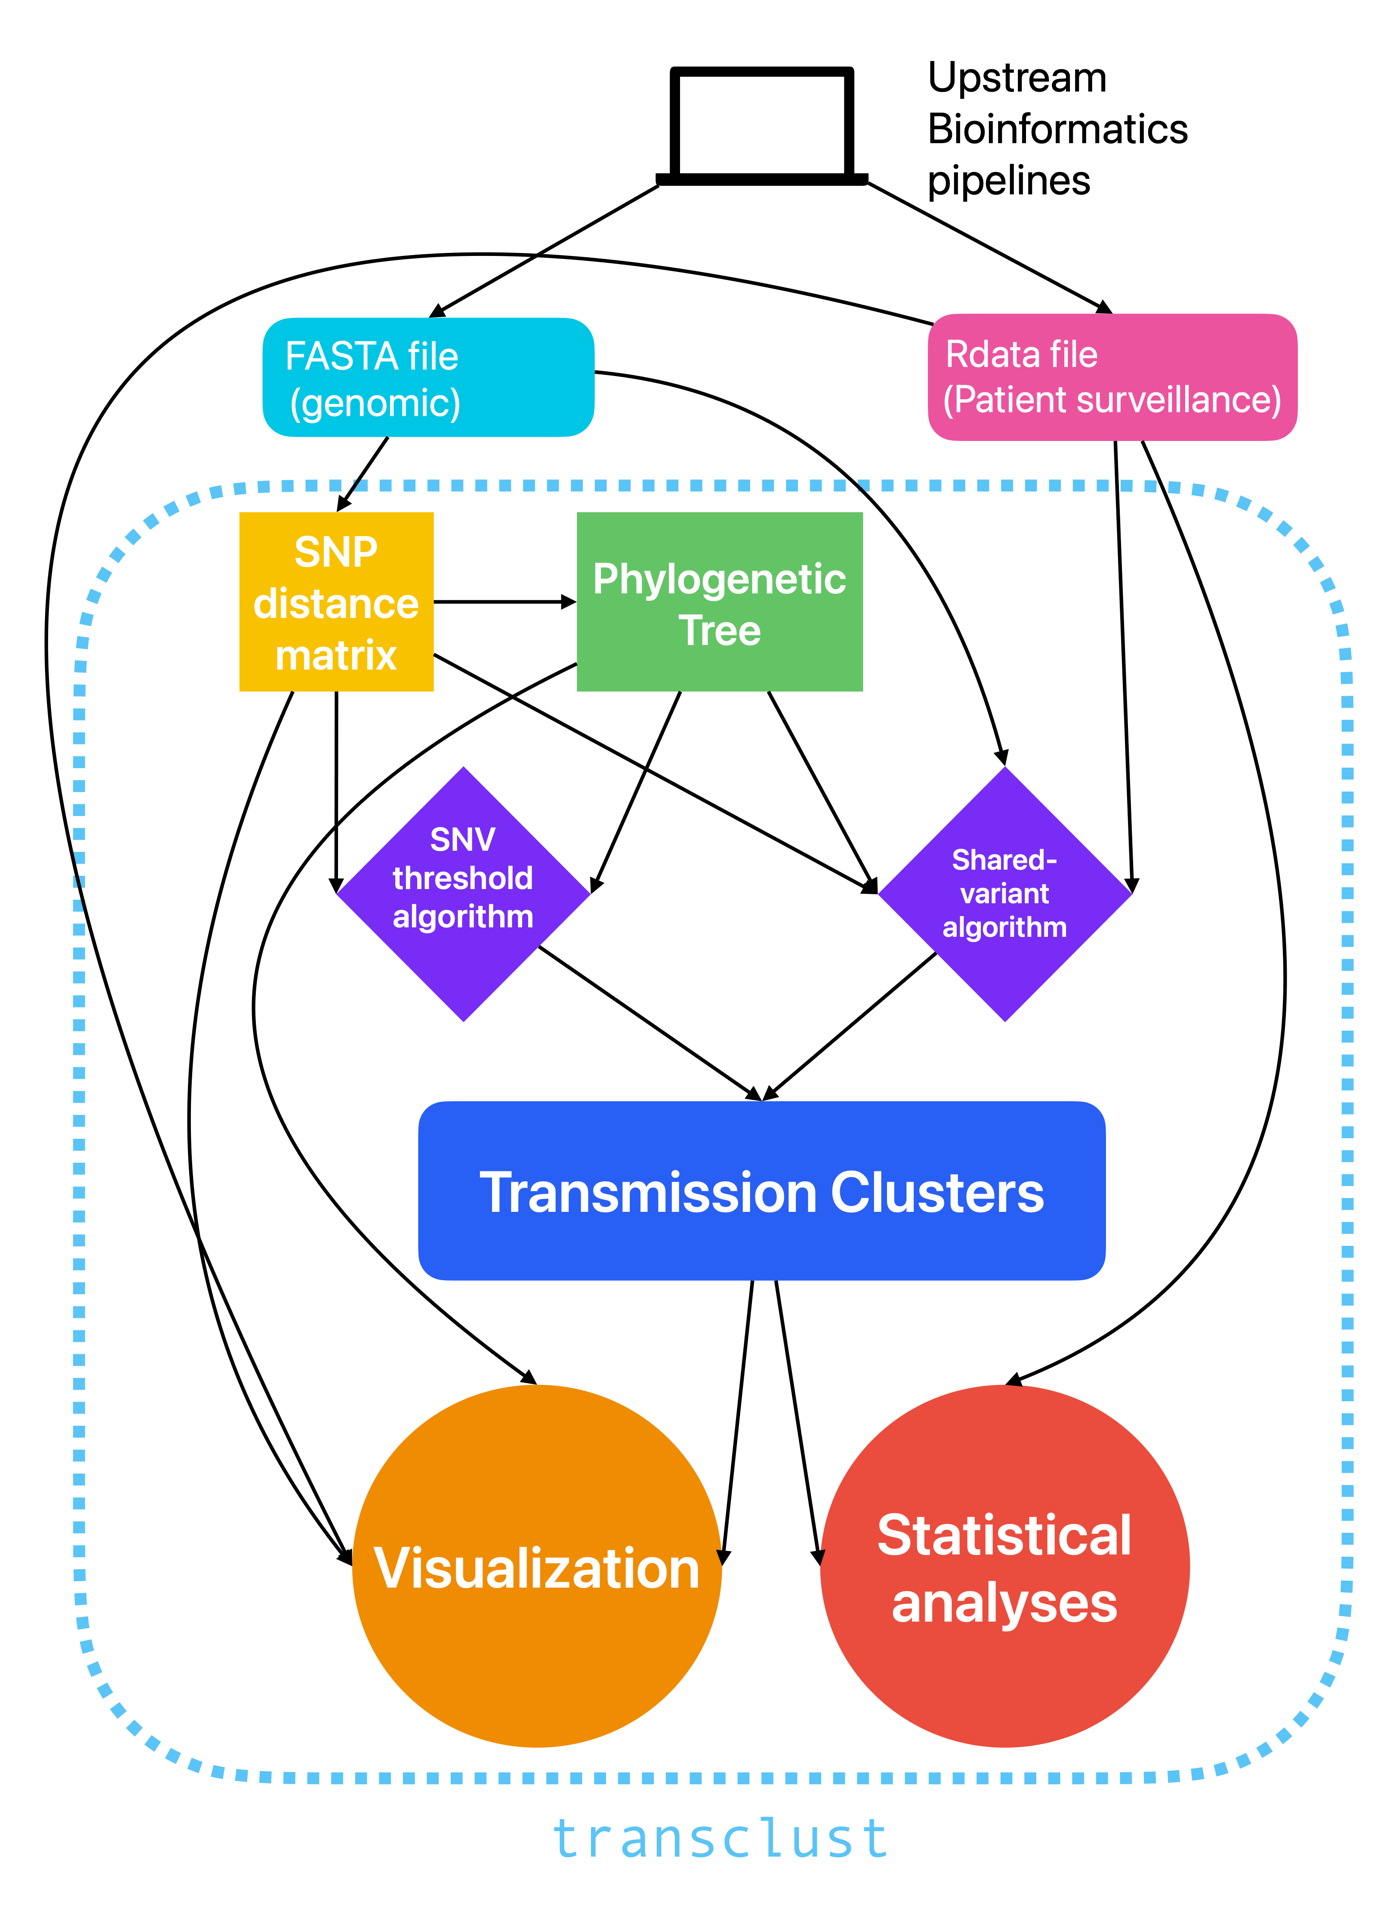 Upstream
Bioinformatics
pipelines
FASTA file
(genomic)
Rdata file
(Patient surveillance)
SNP
distance
matrix
Phylogenetic
Tree
SNV
threshold
algorithm
Shared-
variant
algorithm
Transmission Clusters
Visualization
Statistical
analyses
transclust